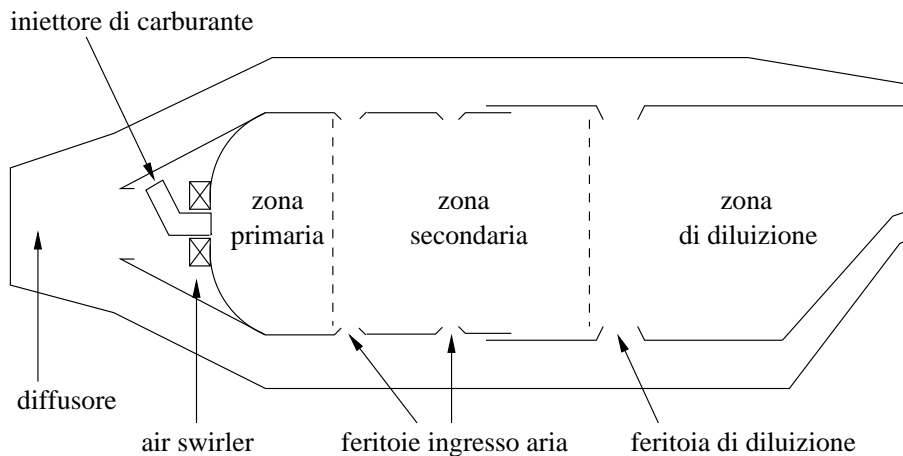 iniettore di carburante
zona
primaria
zona
secondaria
zona
di diluizione
diffusore
air swirler
feritoie ingresso aria
feritoia di diluizione